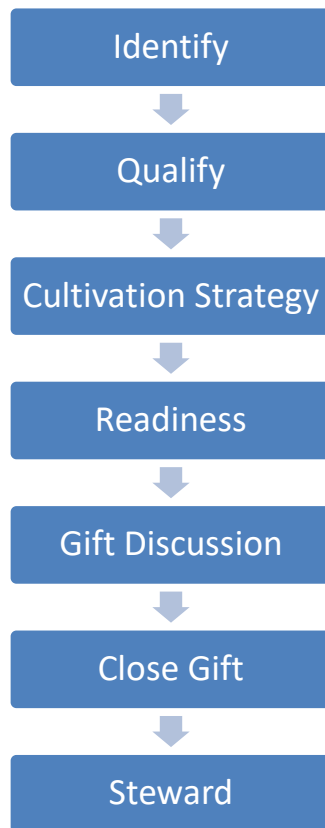 Identify
Qualify
Cultivation Strategy
Readiness
Gift Discussion
Close Gift
Steward